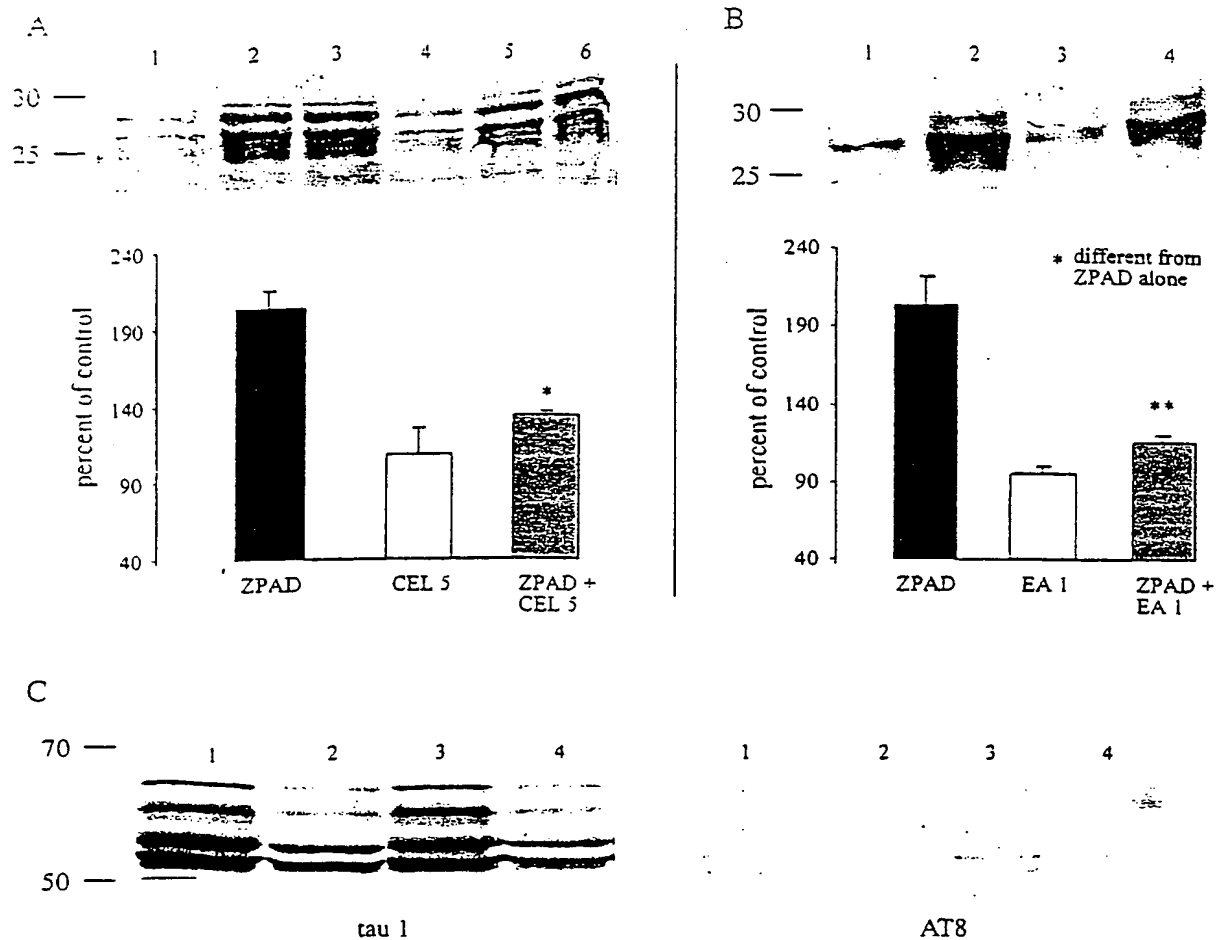 A
B
1 2 3 4 5 6
30
25
1 2 3 4
30
25
240
190
140
90
40
percent of control
*
ZPAD
CEL 5
ZPAD +
CEL 5
240
190
140
90
40
percent of control
* different from
ZPAD alone
**
ZPAD
EA 1
ZPAD +
EA 1
C
70
50
1 2 3 4
1 2 3 4
tau 1
AT8